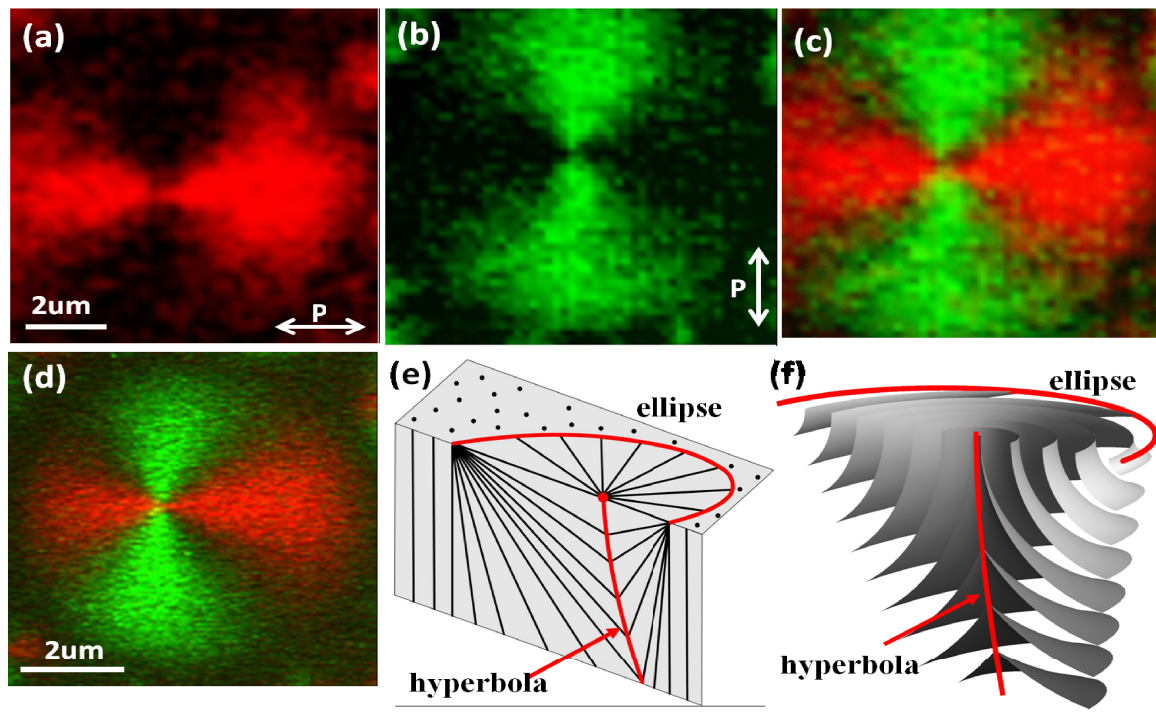 (a)
2um
P
(b)
P
(c)
(d)
2um
(e)
ellipse
hyperbola
(f)
ellipse
hyperbola